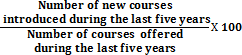 Number of new courses
introduced during the last five years
X 100
Number of courses offered
during the last five years